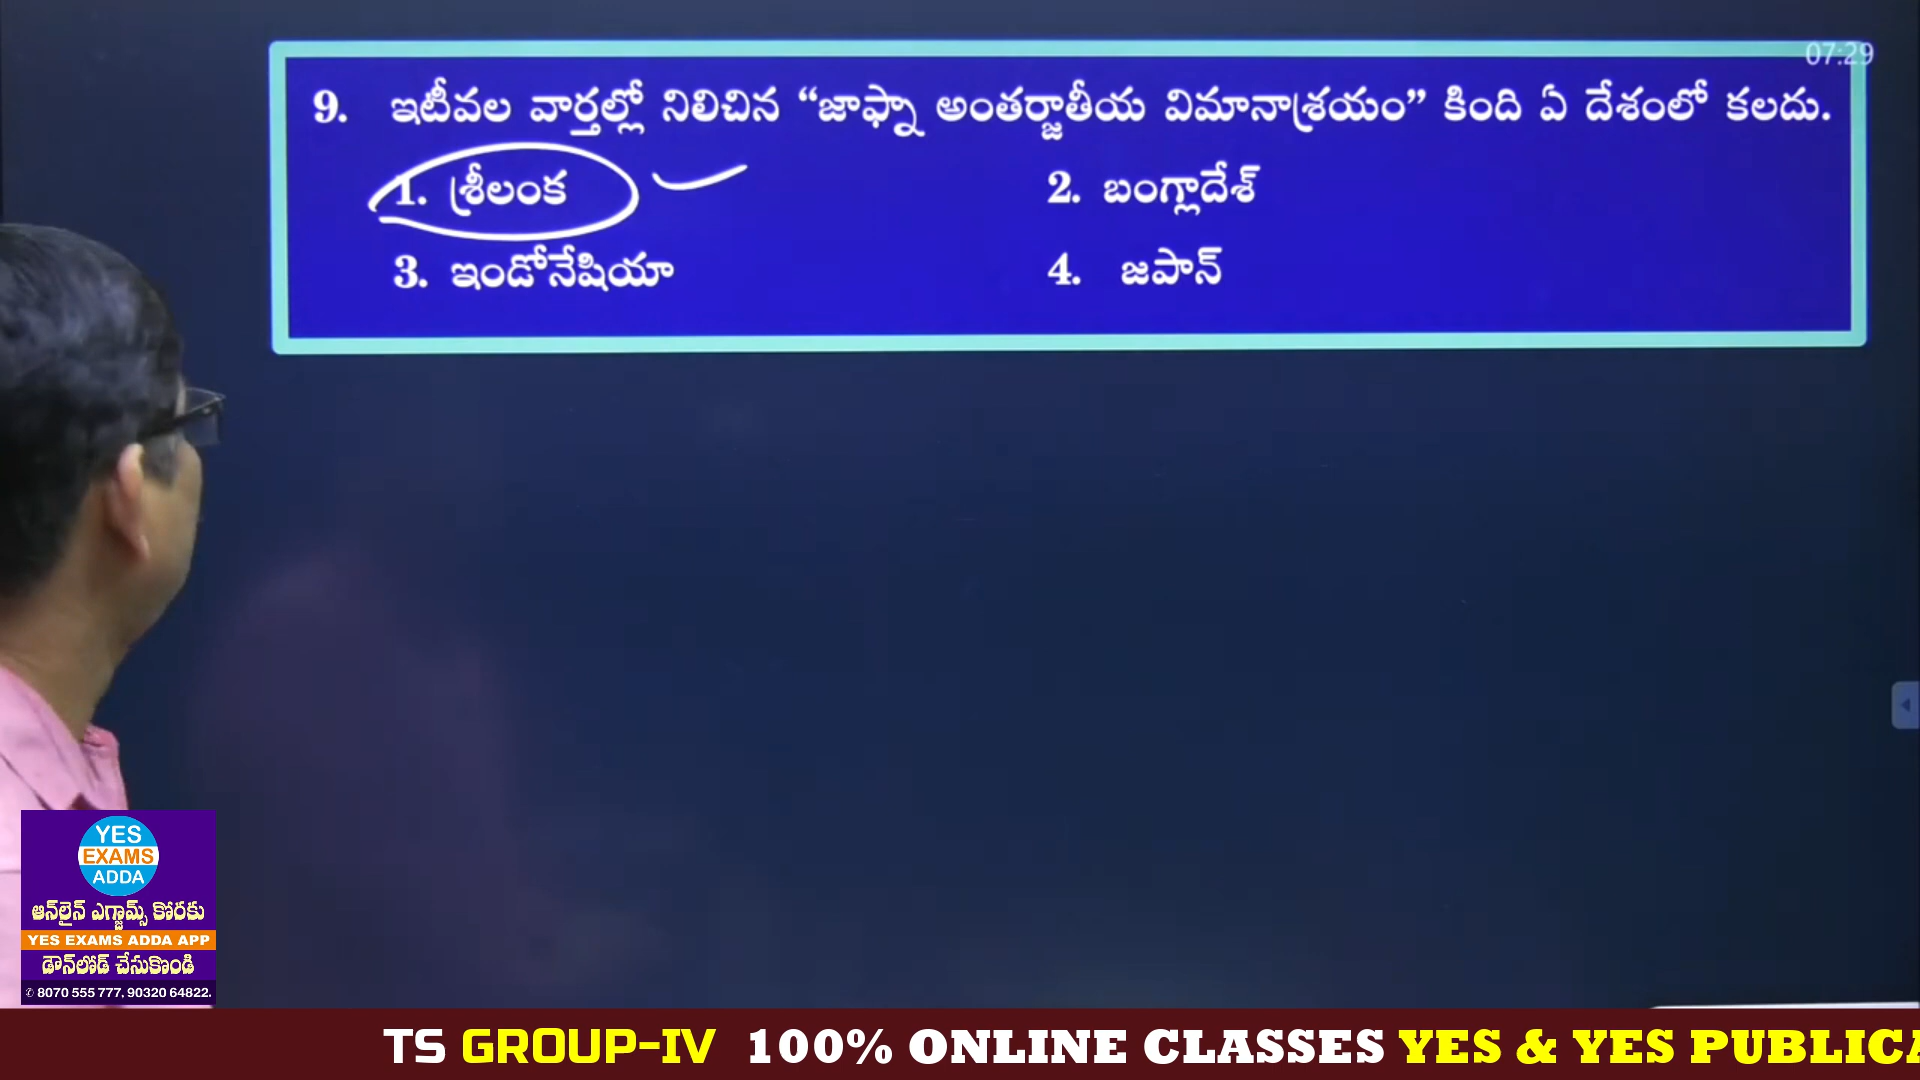 07:29
9. ఇటీవల వార్తల్లో నిలిచిన “జాఫ్నా అంతర్జాతీయ విమానాశ్రయం” కింది ఏ దేశంలో కలదు.
1. శ్రీలంక 2. బంగ్లాదేశ్
3. ఇండోనేషియా 4. జపాన్
YES
EXAMS
ADDA
ఆన్‌లైన్ ఎగ్జామ్స్ కోరకు
YES EXAMS ADDA APP
డౌన్‌లోడ్ చేసుకొండి
✆ 8070 555 777, 90320 64822.
TS GROUP-IV 100% ONLINE CLASSES YES & YES PUBLICA